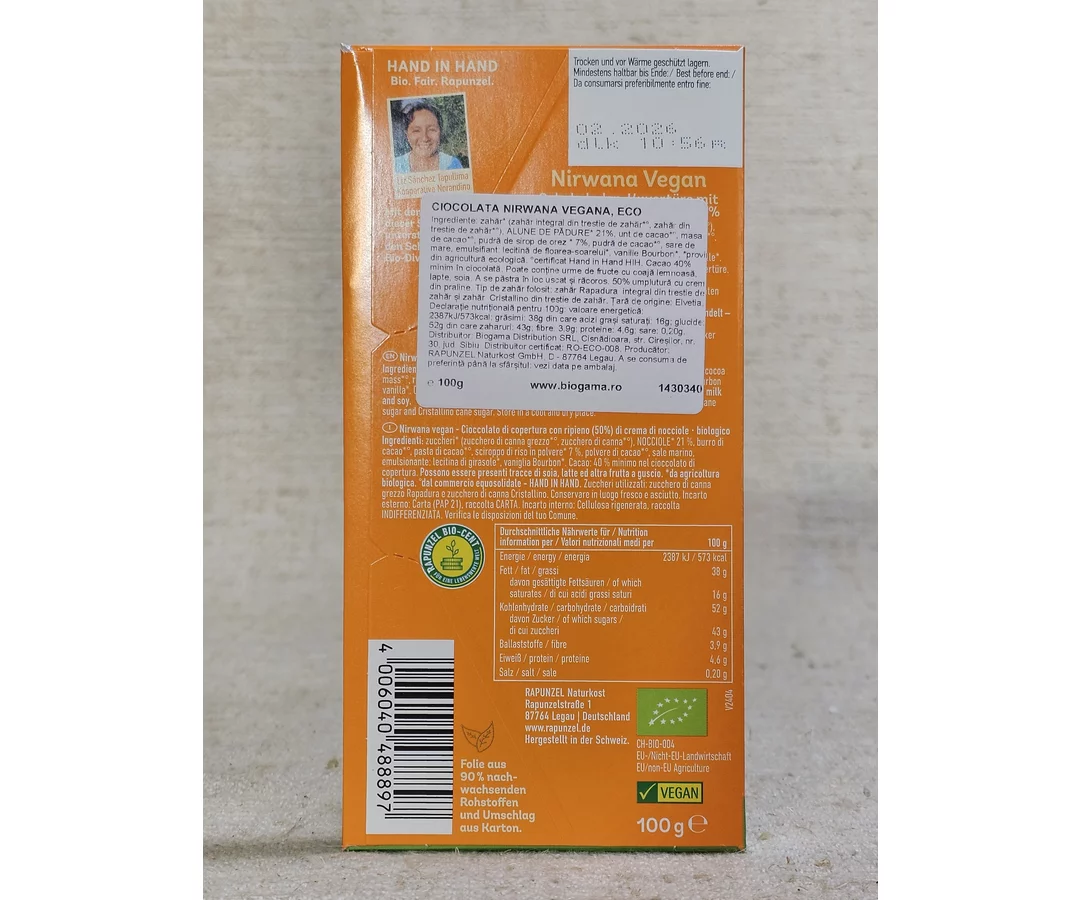 HAND IN HAND
Bio. Fair. Rapunzel.
Trocken und vor Wärme geschützt lagern.
Mindestens haltbar bis Ende:/ Best before end: /
Da consumarsi preferibilmente entro fine:
02.2026
10:56
Nirwana Vegan
CIOCOLATA NIRWANA VEGANA, ECO
Ingrediente: zahăr* (zahăr integral din trestie de zahăr*°, zahăr din
trestie de zahăr*°), ALUNE DE PĂDURE* 21%, unt de cacao*°, masa
de cacao*°, pudră de sirop de orez * 7%, pudră de cacao*°, sare de
mare, emulsifiant: lecitină de floarea-soarelui*, vanilie Bourbon*. *provi
din agricultură ecologică. °certificat Hand in Hand HIH. Cacao 40%
minim în ciocolată. Poate conține urme de fructe cu coajă lemnoasă,
lapte, soia. A se păstra în loc uscat și răcoros. 50% umplutură cu crem
din praline. Tip de zahăr folosit: zahăr Rapadura integral din trestie de
zahăr și zahăr Cristallino din trestie de zahăr. Țară de origine: Elveția.
Declarație nutrițională pentru 100g: valoare energetică:
2387kJ/573kcal; grăsimi: 38g din care acizi grași saturați: 16g; glucide
52g din care zaharuri: 43g; fibre: 3,9g; proteine: 4,6g; sare: 0,20g.
Distribuitor: Biogama Distribution SRL, Cisnădioara, str. Cireșilor, nr.
30, jud. Sibiu. Distribuitor certificat: RO-ECO-008. Producător:
RAPUNZEL Naturkost GmbH, D - 87764 Legau. A se consuma de
preferință până la sfârșitul: vezi data pe ambalaj.
e 100g www.biogama.ro 1430340
and soy.
sugar and Cristallino cane sugar. Store in a cool and dry place.
I Nirwana vegan - Cioccolato di copertura con ripieno (50%) di crema di nocciole - biologico
Ingredienti: zuccheri* (zucchero di canna grezzo*°, zucchero di canna*°), NOCCIOLE* 21 %, burro di
cacao*°, pasta di cacao*°, sciroppo di riso in polvere* 7 %, polvere di cacao*°, sale marino,
emulsionante: lecitina di girasole*, vaniglia Bourbon*. Cacao: 40 % minimo nel cioccolato di
copertura. Possono essere presenti tracce di soia, latte ed altra frutta a guscio. *da agricoltura
biologica. °dal commercio equosolidale - HAND IN HAND. Zuccheri utilizzati: zucchero di canna
grezzo Rapadura e zucchero di canna Cristallino. Conservare in luogo fresco e asciutto. Incarto
esterno: Carta (PAP 21), raccolta CARTA. Incarto interno: Cellulosa rigenerata, raccolta
INDIFFERENZIATA. Verifica le disposizioni del tuo Comune.
RAPUNZEL BIO-CENT
FÜR EINE LEBENSWERTE WELT
Durchschnittliche Nährwerte für / Nutrition
information per / Valori nutrizionali medi per 100 g
Energie / energy / energia 2387 kJ / 573 kcal
Fett / fat / grassi 38 g
davon gesättigte Fettsäuren / of which
saturates / di cui acidi grassi saturi 16 g
Kohlenhydrate / carbohydrate / carboidrati 52 g
davon Zucker / of which sugars /
di cui zuccheri 43 g
Ballaststoffe / fibre 3,9 g
Eiweiß / protein / proteine 4,6 g
Salz / salt / sale 0,20 g
RAPUNZEL Naturkost
Rapunzelstraße 1
87764 Legau | Deutschland
www.rapunzel.de
Hergestellt in der Schweiz.
V2404
CH-BIO-004
EU-/Nicht-EU-Landwirtschaft
EU/non-EU Agriculture
VEGAN
100 g e
Folie aus
90 % nach-
wachsenden
Rohstoffen
und Umschlag
aus Karton.
4 006040 488897